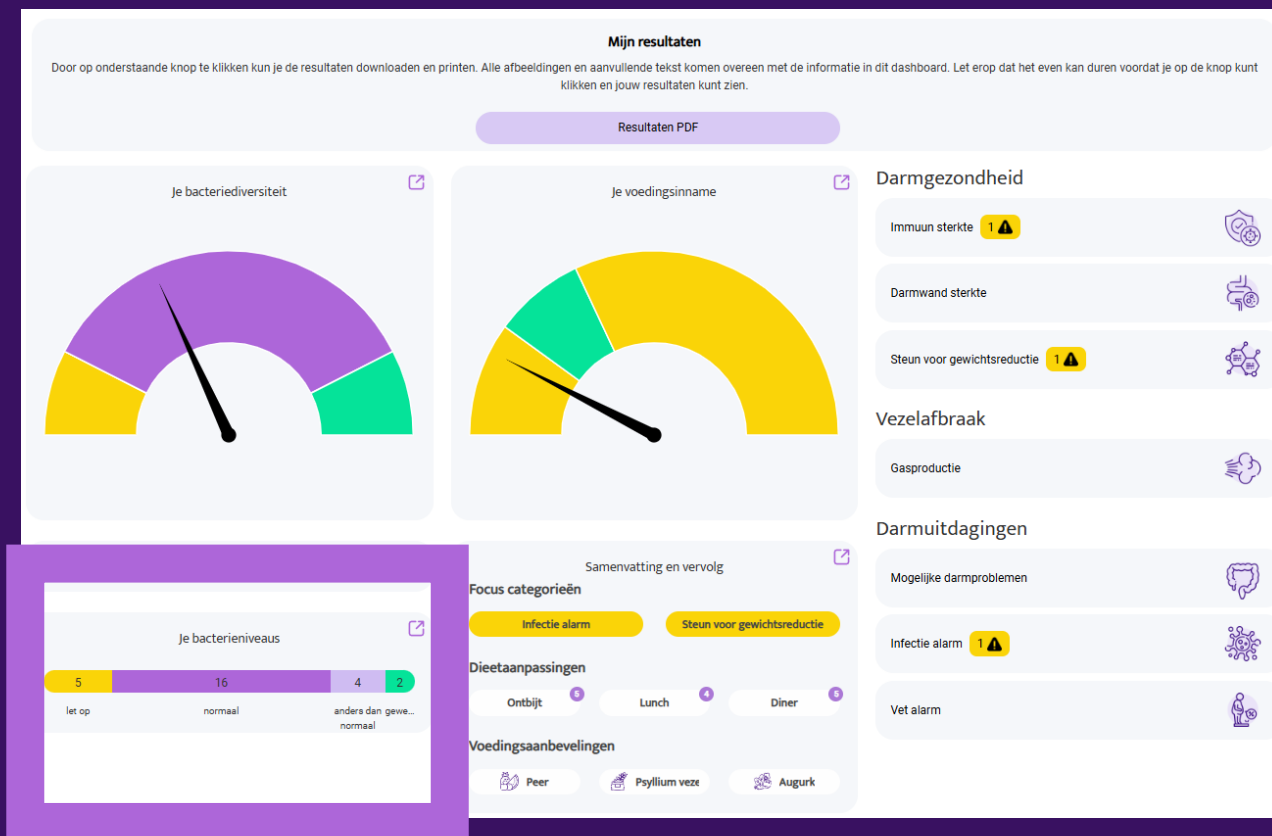 Mijn resultaten
Door op onderstaande knop te klikken kun je de resultaten downloaden en printen. Alle afbeeldingen en aanvullende tekst komen overeen met de informatie in dit dashboard. Let erop dat het even kan duren voordat je op de knop kunt
klikken en jouw resultaten kunt zien.
Resultaten PDF
Je bacteriediversiteit
Je voedingsinname
Darmgezondheid
Immuun sterkte 1
Darmwand sterkte
Steun voor gewichtsreductie 1
Vezelafbraak
Gasproductie
Darmuitdagingen
Mogelijke darmproblemen
Infectie alarm 1
Vet alarm
Je bacterieniveaus
5 16 4 2
let op normaal anders dan gewe...
normaal
Samenvatting en vervolg
Focus categorieën
Infectie alarm Steun voor gewichtsreductie
Dieetaanpassingen
Ontbijt 5 Lunch 4 Diner 5
Voedingsaanbevelingen
Peer Psyllium veze Augurk